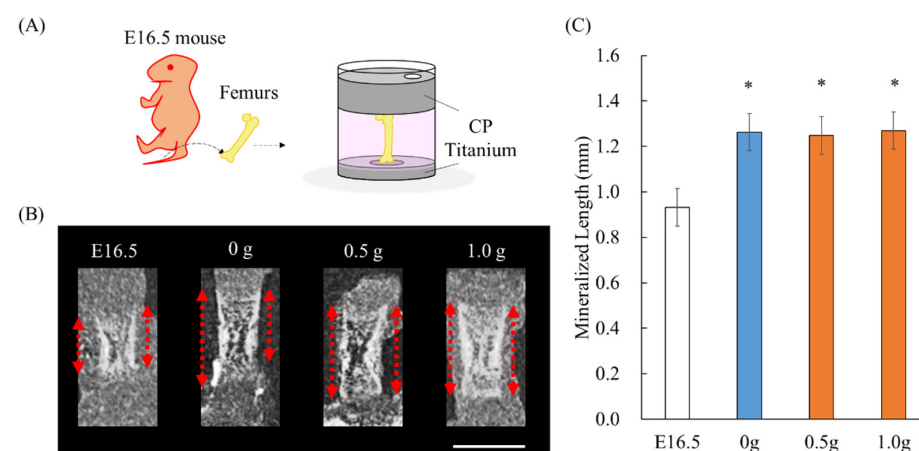 (A)
E16.5 mouse
Femurs
CP
Titanium
(B)
E16.5
0 g
0.5 g
1.0 g
(C)
Mineralized Length (mm)
1.6
1.4
1.2
1.0
0.8
0.6
0.4
0.2
0.0
*
*
*
E16.5
0g
0.5g
1.0g